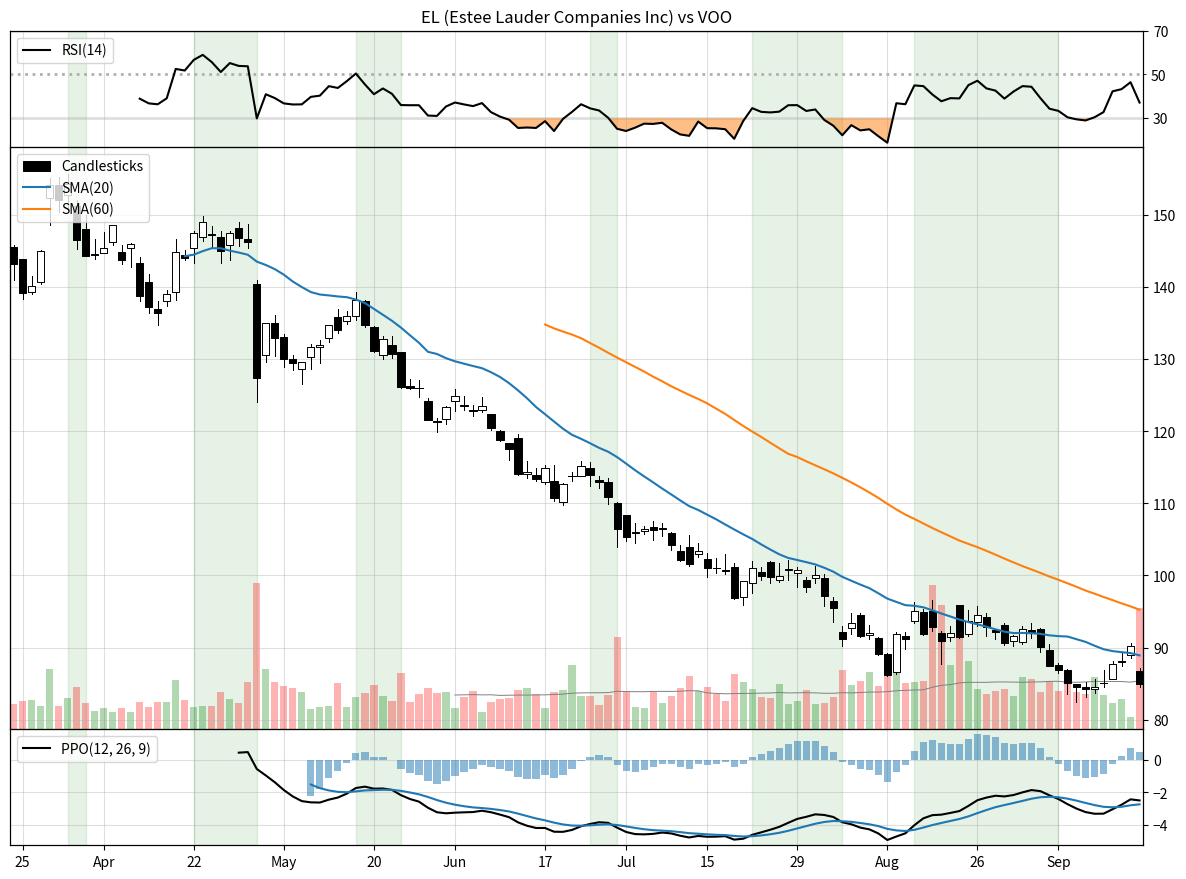 EL (Estee Lauder Companies Inc) vs VOO
RSI(14)
70
50
30
Candlesticks
SMA(20)
SMA(60)
150
140
130
120
110
100
90
80
PPO(12, 26, 9)
0
−2
−4
25 Apr 22 May 20 Jun 17 Jul 15 29 Aug 26 Sep